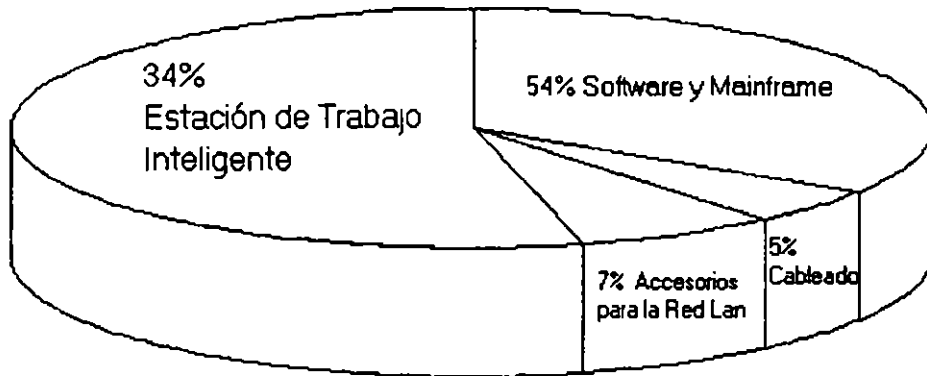 34%
Estación de Trabajo
Inteligente
54% Software y Mainframe
7% Accesorios
para la Red Lan
5%
Cableado